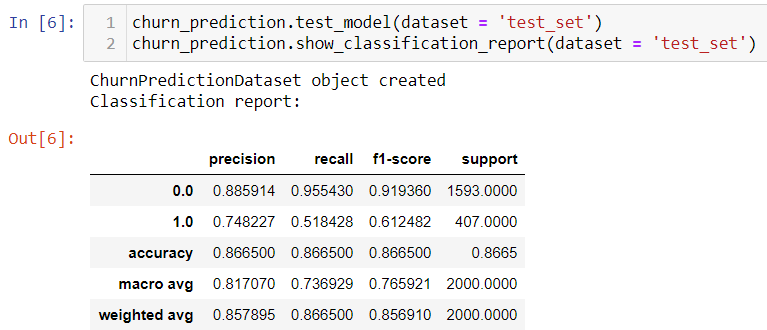 In [6]:
1 churn_prediction.test_model(dataset = 'test_set')
2 churn_prediction.show_classification_report(dataset = 'test_set')
ChurnPredictionDataset object created
Classification report:
Out[6]:
precision recall f1-score support
0.0 0.885914 0.955430 0.919360 1593.0000
1.0 0.748227 0.518428 0.612482 407.0000
accuracy 0.866500 0.866500 0.866500 0.8665
macro avg 0.817070 0.736929 0.765921 2000.0000
weighted avg 0.857895 0.866500 0.856910 2000.0000